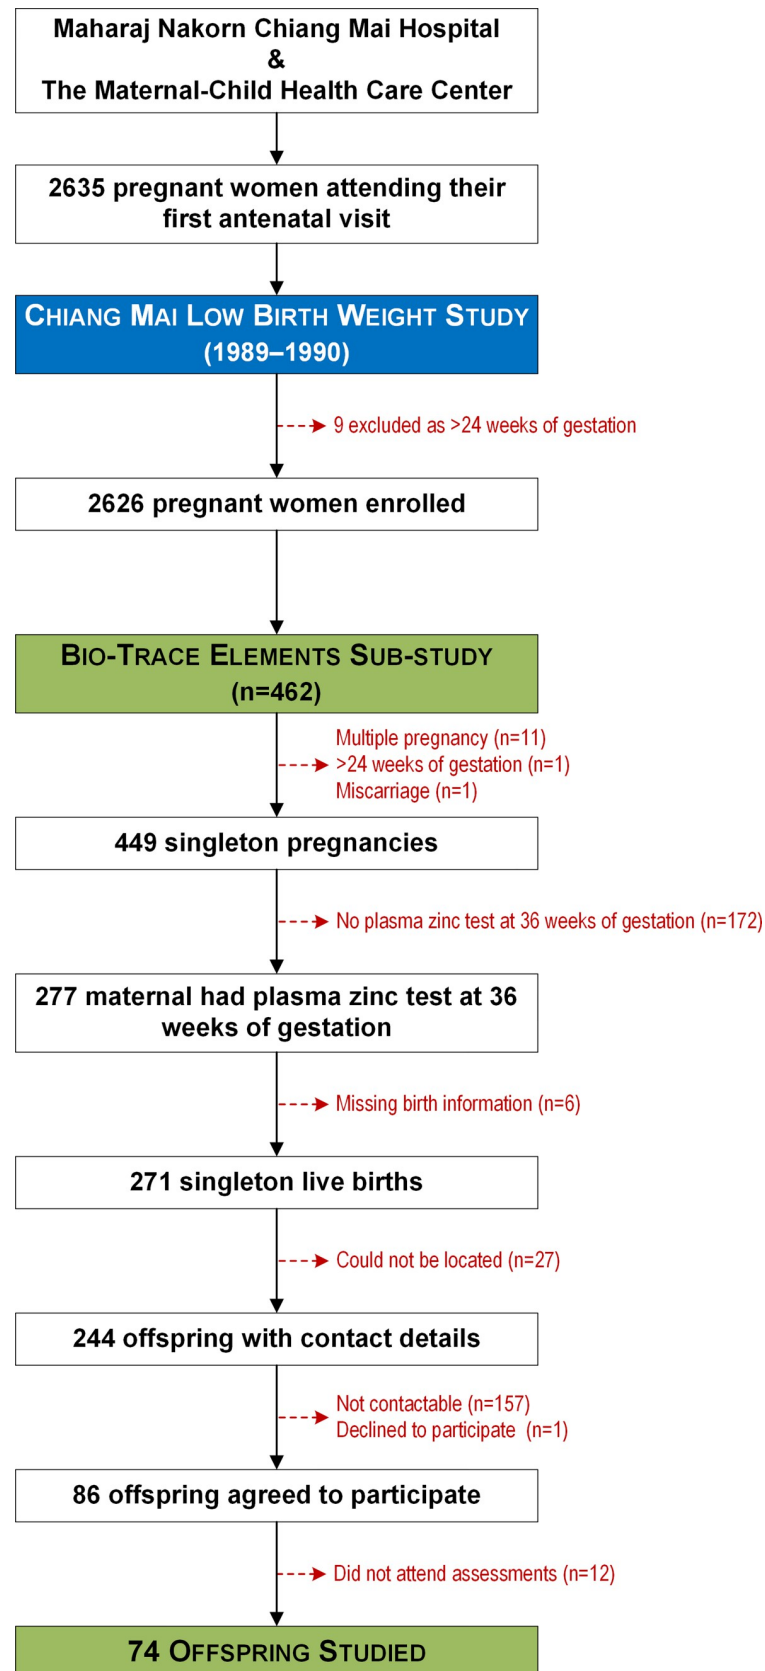 Maharaj Nakorn Chiang Mai Hospital
&
The Maternal-Child Health Care Center
2635 pregnant women attending their
first antenatal visit
CHIANG MAI LOW BIRTH WEIGHT STUDY
(1989–1990)
9 excluded as >24 weeks of gestation
2626 pregnant women enrolled
BIO-TRACE ELEMENTS SUB-STUDY
(n=462)
Multiple pregnancy (n=11)
>24 weeks of gestation (n=1)
Miscarriage (n=1)
449 singleton pregnancies
No plasma zinc test at 36 weeks of gestation (n=172)
277 maternal had plasma zinc test at 36
weeks of gestation
Missing birth information (n=6)
271 singleton live births
Could not be located (n=27)
244 offspring with contact details
Not contactable (n=157)
Declined to participate (n=1)
86 offspring agreed to participate
Did not attend assessments (n=12)
74 OFFSPRING STUDIED